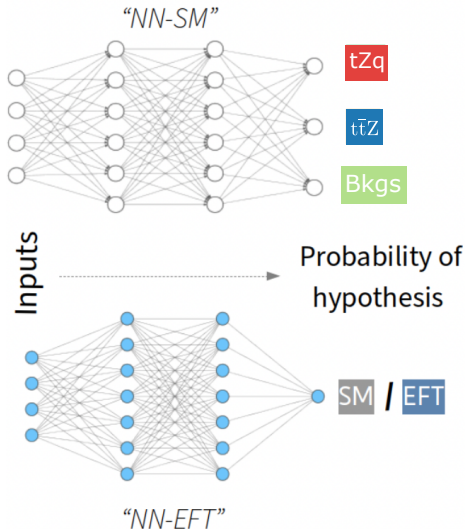 “NN-SM”
tZq
tt̄Z
Bkgs
Inputs
Probability of
hypothesis
SM / EFT
“NN-EFT”